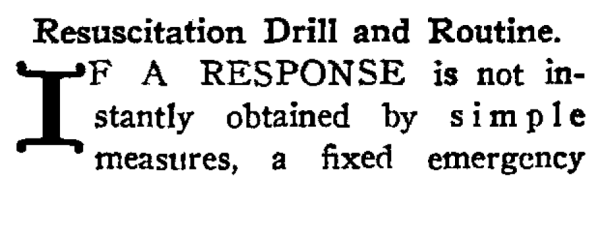 Resuscitation Drill and Routine.
IF A RESPONSE is not in-
stantly obtained by simple
measures, a fixed emergency